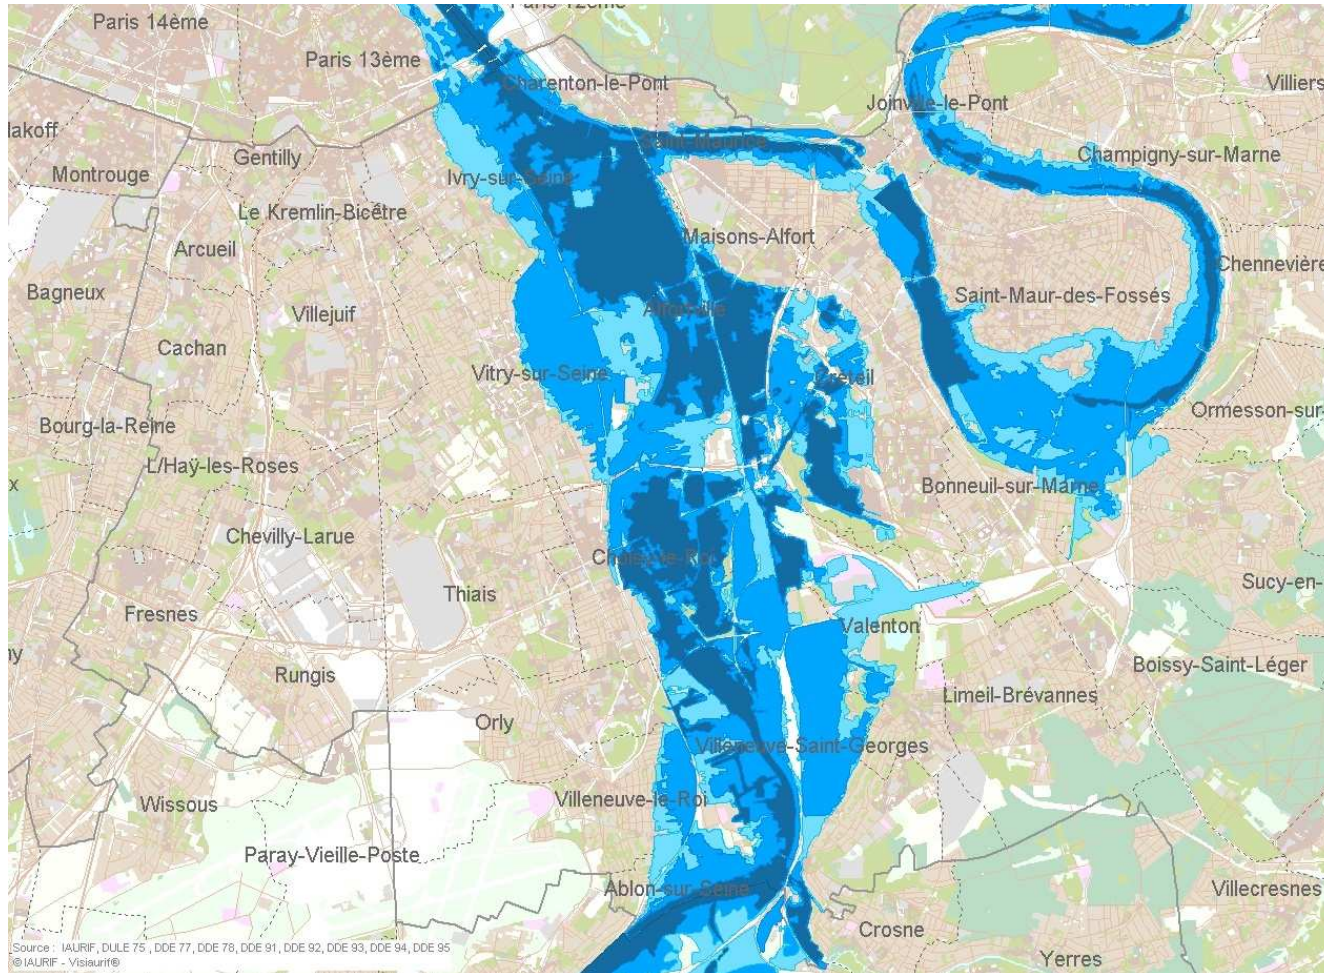 Paris 12ème
Paris 14ème
Paris 13ème
Charenton-le-Pont
Villiers
Joinville-le-Pont
lakoff
Gentilly
Saint-Maurice
Champigny-sur-Marne
Montrouge
Ivry-sur-Seine
Le Kremlin-Bicêtre
Arcueil
Maisons-Alfort
Chennevière
Bagneux
Saint-Maur-des-Fossés
Villejuif
Alfortville
Cachan
Vitry-sur-Seine
Créteil
Ormesson-sur-
Bourg-la-Reine
L'Haÿ-les-Roses
x
Bonneuil-sur-Marne
Chevilly-Larue
Choisy-le-Roi
Thiais
Sucy-en-
Fresnes
Valenton
ny
Boissy-Saint-Léger
Rungis
Limeil-Brévannes
Orly
Villeneuve-Saint-Georges
Wissous
Villeneuve-le-Roi
Paray-Vieille-Poste
Ablon-sur-Seine
Villecresnes
Crosne
Yerres
Source : IAURIF, DULE 75 , DDE 77, DDE 78, DDE 91, DDE 92, DDE 93, DDE 94, DDE 95
© IAURIF - Visiaurif®